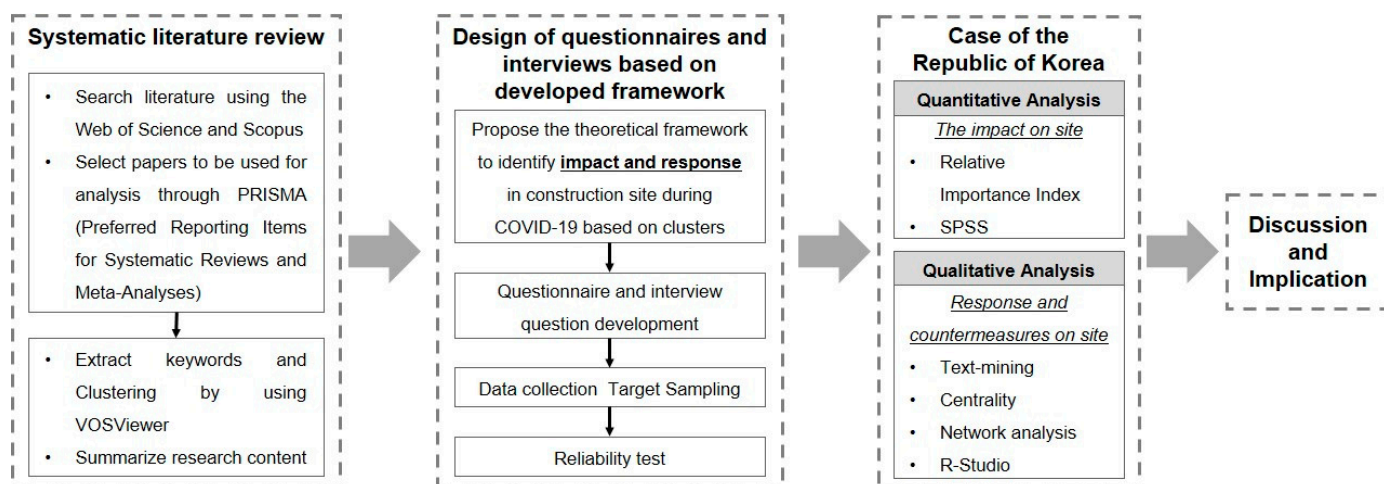 Systematic literature review
• Search literature using the
Web of Science and Scopus
• Select papers to be used for
analysis through PRISMA
(Preferred Reporting Items
for Systematic Reviews and
Meta-Analyses)
• Extract keywords and
Clustering by using
VOSViewer
• Summarize research content
Design of questionnaires and
interviews based on
developed framework
Propose the theoretical framework
to identify impact and response
in construction site during
COVID-19 based on clusters
Questionnaire and interview
question development
Data collection Target Sampling
Reliability test
Case of the
Republic of Korea
Quantitative Analysis
The impact on site
• Relative
Importance Index
• SPSS
Qualitative Analysis
Response and
countermeasures on site
• Text-mining
• Centrality
• Network analysis
• R-Studio
Discussion
and
Implication